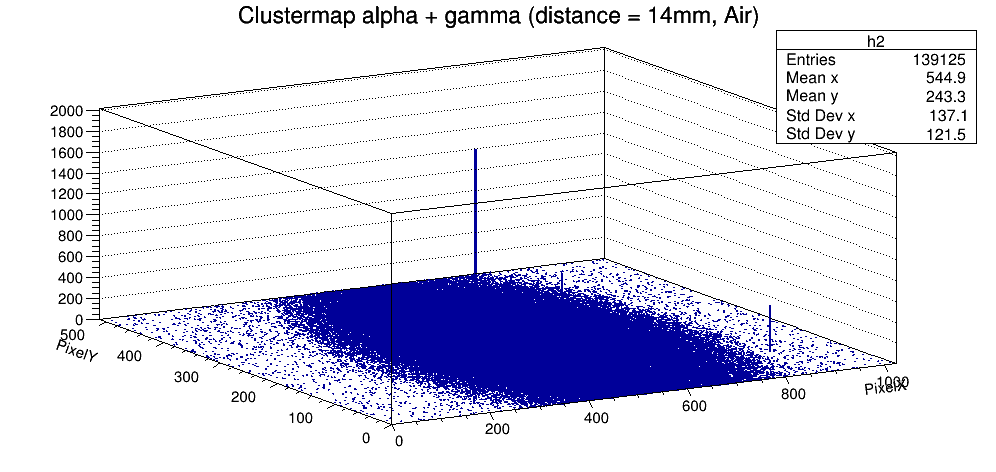 Clustermap alpha + gamma (distance = 14mm, Air)
h2
Entries 139125
Mean x 544.9
Mean y 243.3
Std Dev x 137.1
Std Dev y 121.5
2000
1800
1600
1400
1200
1000
800
600
400
200
0
500
400
300
200
100
0
PixelY
0
200
400
600
800
1000
PixelX